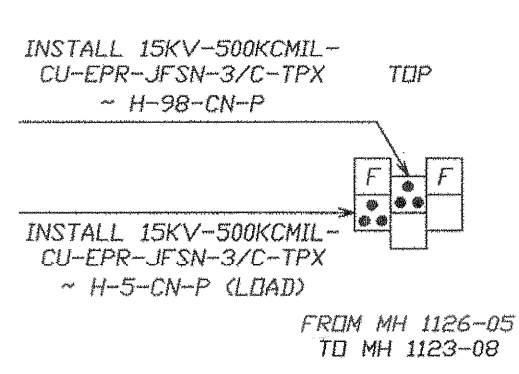 INSTALL 15KV-500KCMIL-
CU-EPR-JFSN-3/C-TPX
~ H-98-CN-P
TOP
F
F
INSTALL 15KV-500KCMIL-
CU-EPR-JFSN-3/C-TPX
~ H-5-CN-P (LOAD)
FROM MH 1126-05
TO MH 1123-08